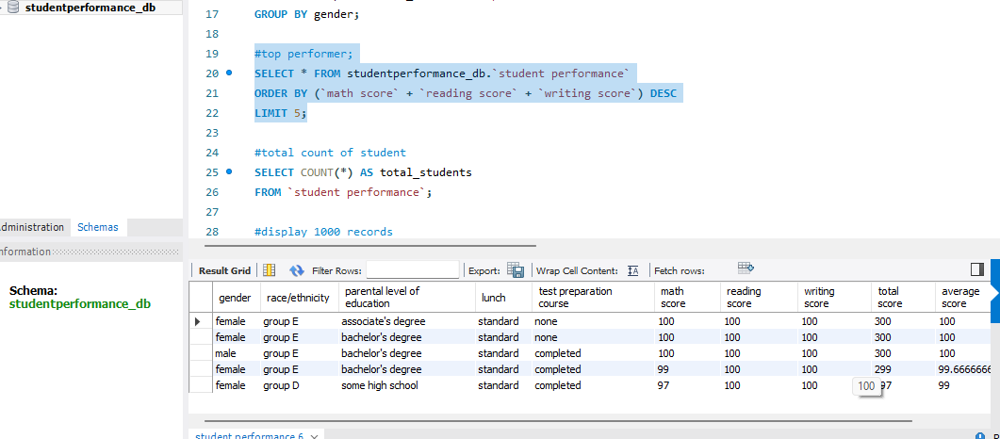 studentperformance_db
17 GROUP BY gender;
18
19 #top performer;
20 SELECT * FROM studentperformance_db.`student performance`
21 ORDER BY (`math score` + `reading score` + `writing score`) DESC
22 LIMIT 5;
23
24 #total count of student
25 SELECT COUNT(*) AS total_students
26 FROM `student performance`;
27
28 #display 1000 records
dministration Schemas
nformation
Schema:
studentperformance_db
Result Grid Filter Rows: Export: Wrap Cell Content: IA Fetch rows:
gender race/ethnicity parental level of education lunch test preparation course math score reading score writing score total score average score
female group E associate's degree standard none 100 100 100 300 100
female group E bachelor's degree standard none 100 100 100 300 100
male group E bachelor's degree standard completed 100 100 100 300 100
female group E bachelor's degree standard completed 99 100 100 299 99.6666666
female group D some high school standard completed 97 100 100 97 99
100
student performance 6